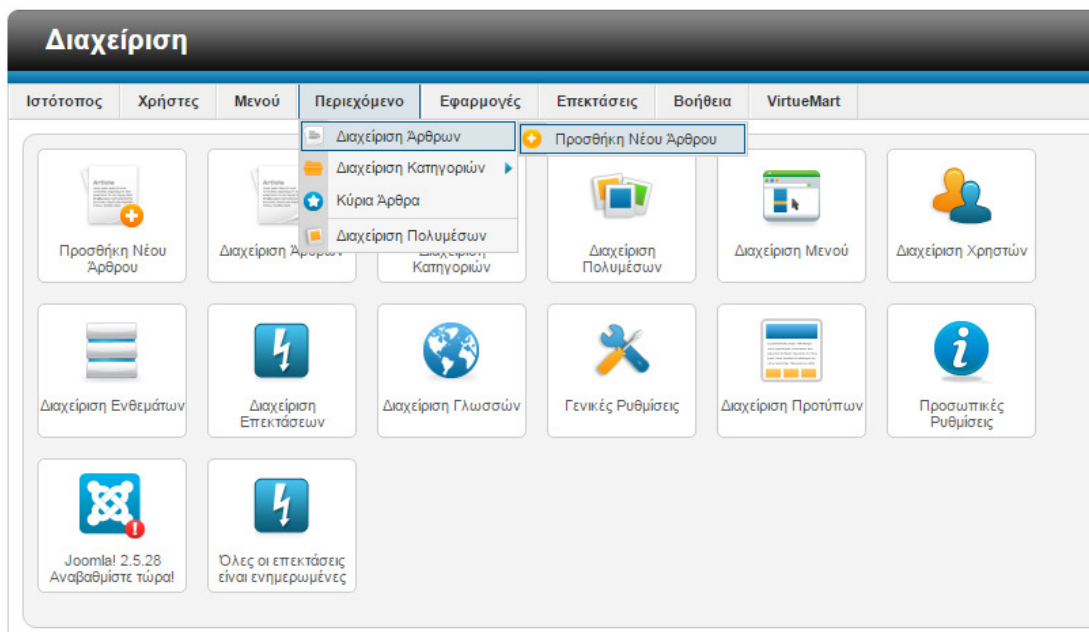 Διαχείριση
Ιστότοπος Χρήστες Μενού Περιεχόμενο Εφαρμογές Επεκτάσεις Βοήθεια VirtueMart
Διαχείριση Άρθρων
Προσθήκη Νέου Άρθρου
Διαχείριση Κατηγοριών
Κύρια Άρθρα
Διαχείριση Πολυμέσων
Προσθήκη Νέου
Άρθρου
Διαχείριση Άρθρων
Διαχείριση
Κατηγοριών
Διαχείριση
Πολυμέσων
Διαχείριση Μενού
Διαχείριση Χρηστών
Διαχείριση Ενθεμάτων
Διαχείριση
Επεκτάσεων
Διαχείριση Γλωσσών
Γενικές Ρυθμίσεις
Διαχείριση Προτύπων
Προσωπικές
Ρυθμίσεις
Joomla! 2.5.28
Αναβαθμίστε τώρα!
Όλες οι επεκτάσεις
είναι ενημερωμένες